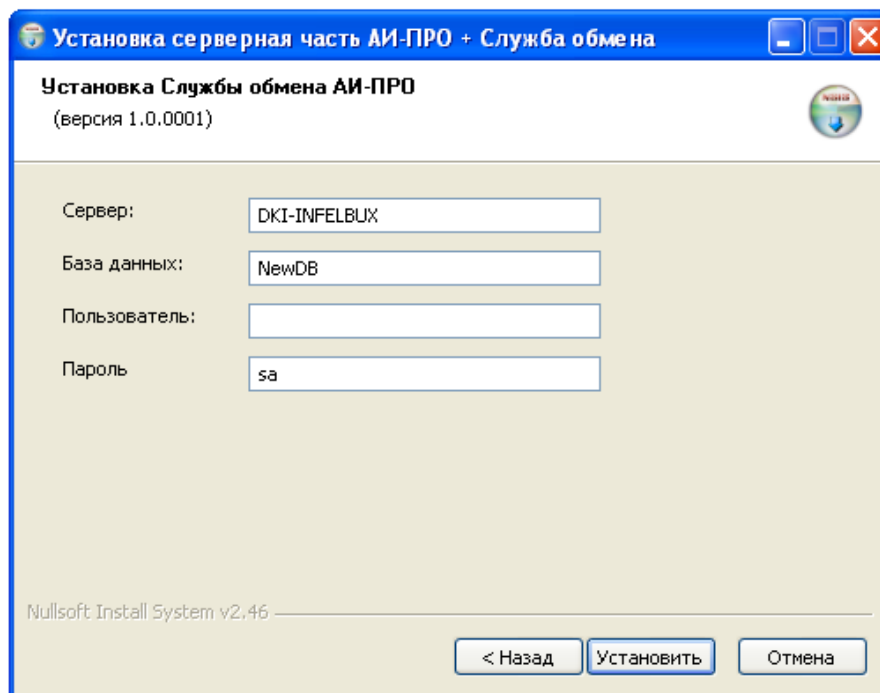 Установка серверная часть АИ-ПРО + Служба обмена
Установка Службы обмена АИ-ПРО
(версия 1.0.0001)
Сервер:
DKI-INFELBUX
База данных:
NewDB
Пользователь:
Пароль
sa
Nullsoft Install System v2.46
< Назад
Установить
Отмена